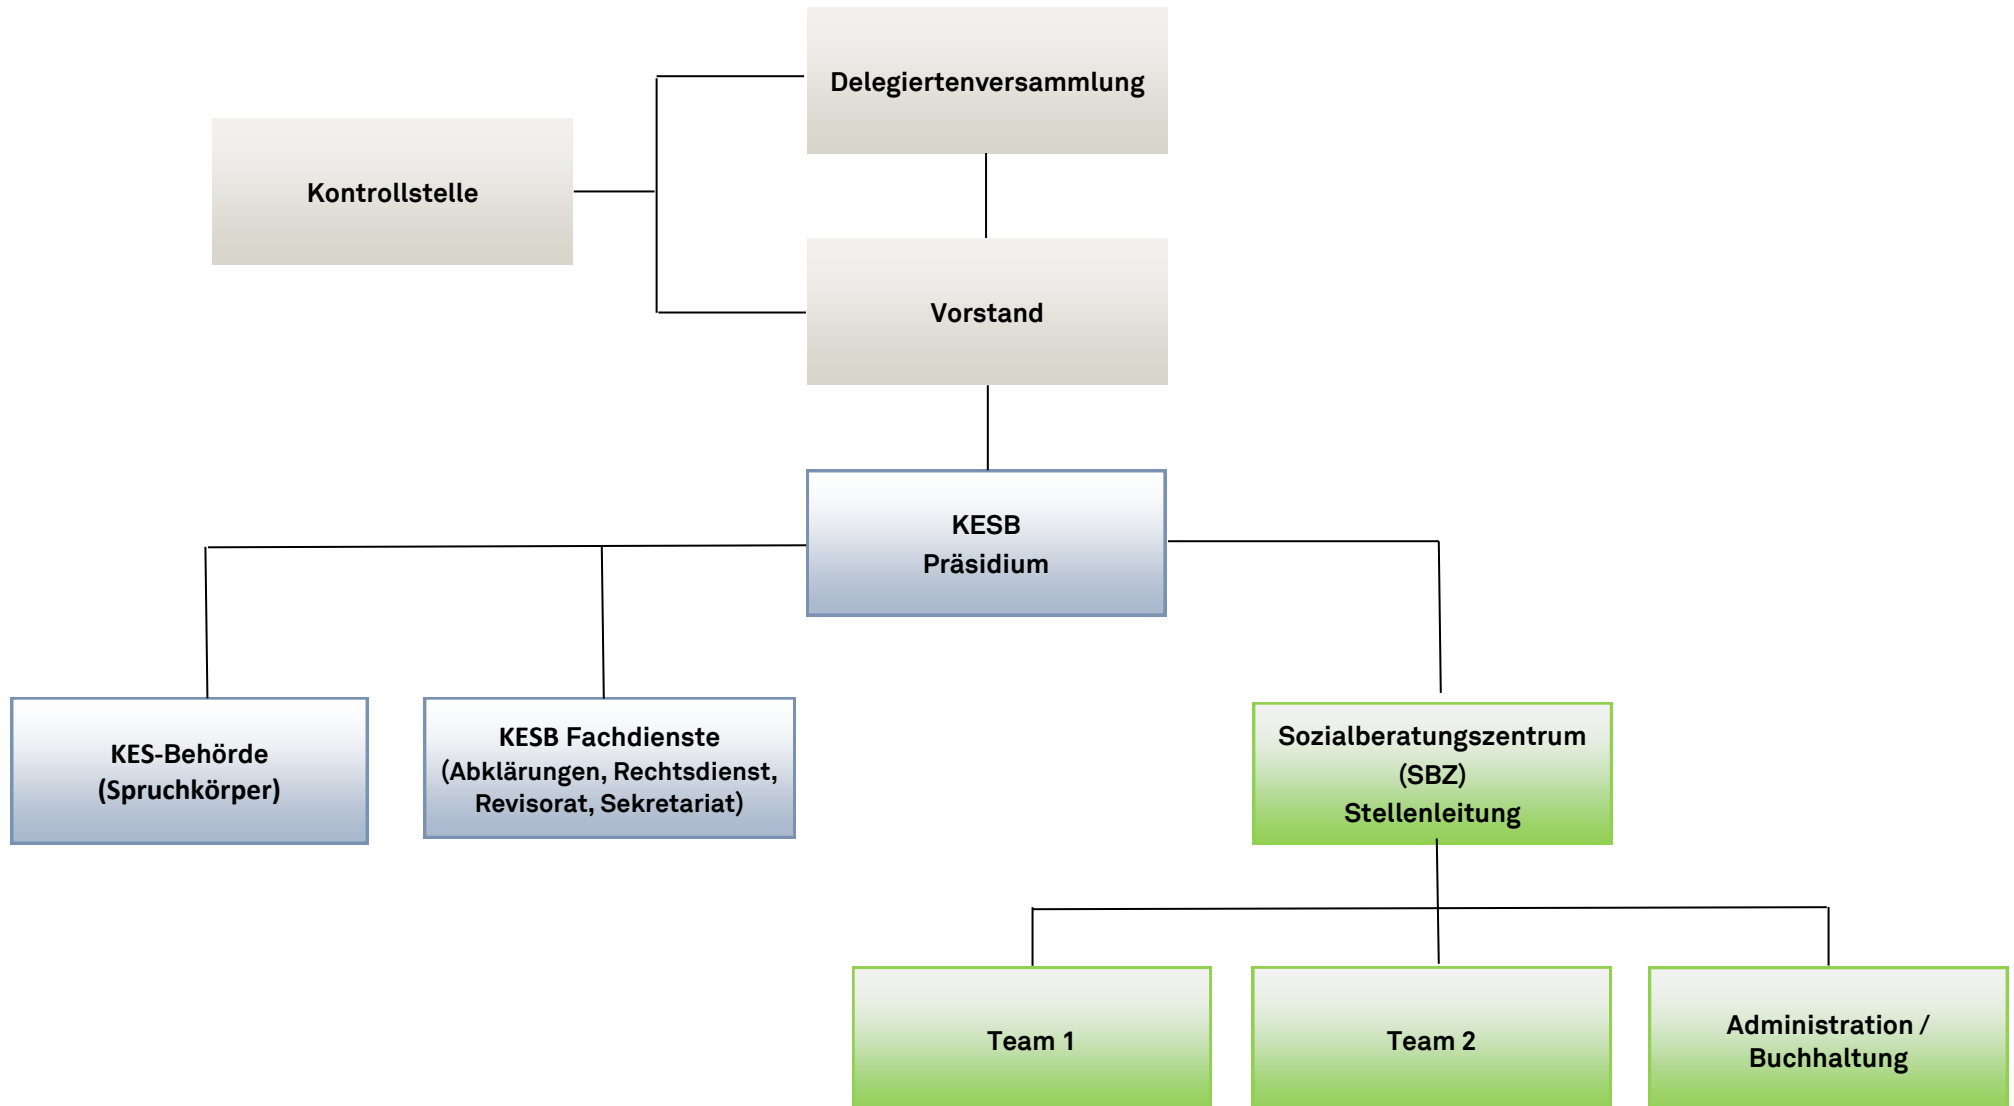 Delegiertenversammlung
Kontrollstelle
Vorstand
KESB
Präsidium
KES-Behörde
(Spruchkörper)
KESB Fachdienste
(Abklärungen, Rechtsdienst,
Revisorat, Sekretariat)
Sozialberatungszentrum
(SBZ)
Stellenleitung
Team 1
Team 2
Administration /
Buchhaltung